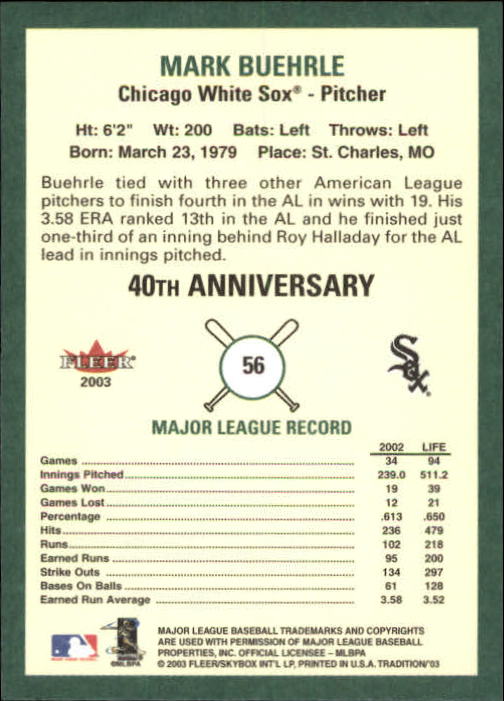 MARK BUEHRLE
Chicago White Sox® - Pitcher
Ht: 6'2" Wt: 200 Bats: Left Throws: Left
Born: March 23, 1979 Place: St. Charles, MO
Buehrle tied with three other American League
pitchers to finish fourth in the AL in wins with 19. His
3.58 ERA ranked 13th in the AL and he finished just
one-third of an inning behind Roy Halladay for the AL
lead in innings pitched.
40TH ANNIVERSARY
FLEER
2003
56
Sox
MAJOR LEAGUE RECORD
2002 LIFE
Games 34 94
Innings Pitched 239.0 511.2
Games Won 19 39
Games Lost 12 21
Percentage .613 .650
Hits 236 479
Runs 102 218
Earned Runs 95 200
Strike Outs 134 297
Bases On Balls 61 128
Earned Run Average 3.58 3.52
©MLBPA
MAJOR LEAGUE BASEBALL TRADEMARKS AND COPYRIGHTS
ARE USED WITH PERMISSION OF MAJOR LEAGUE BASEBALL
PROPERTIES, INC. OFFICIAL LICENSEE – MLBPA
© 2003 FLEER/SKYBOX INT'L LP, PRINTED IN U.S.A. TRADITION'03